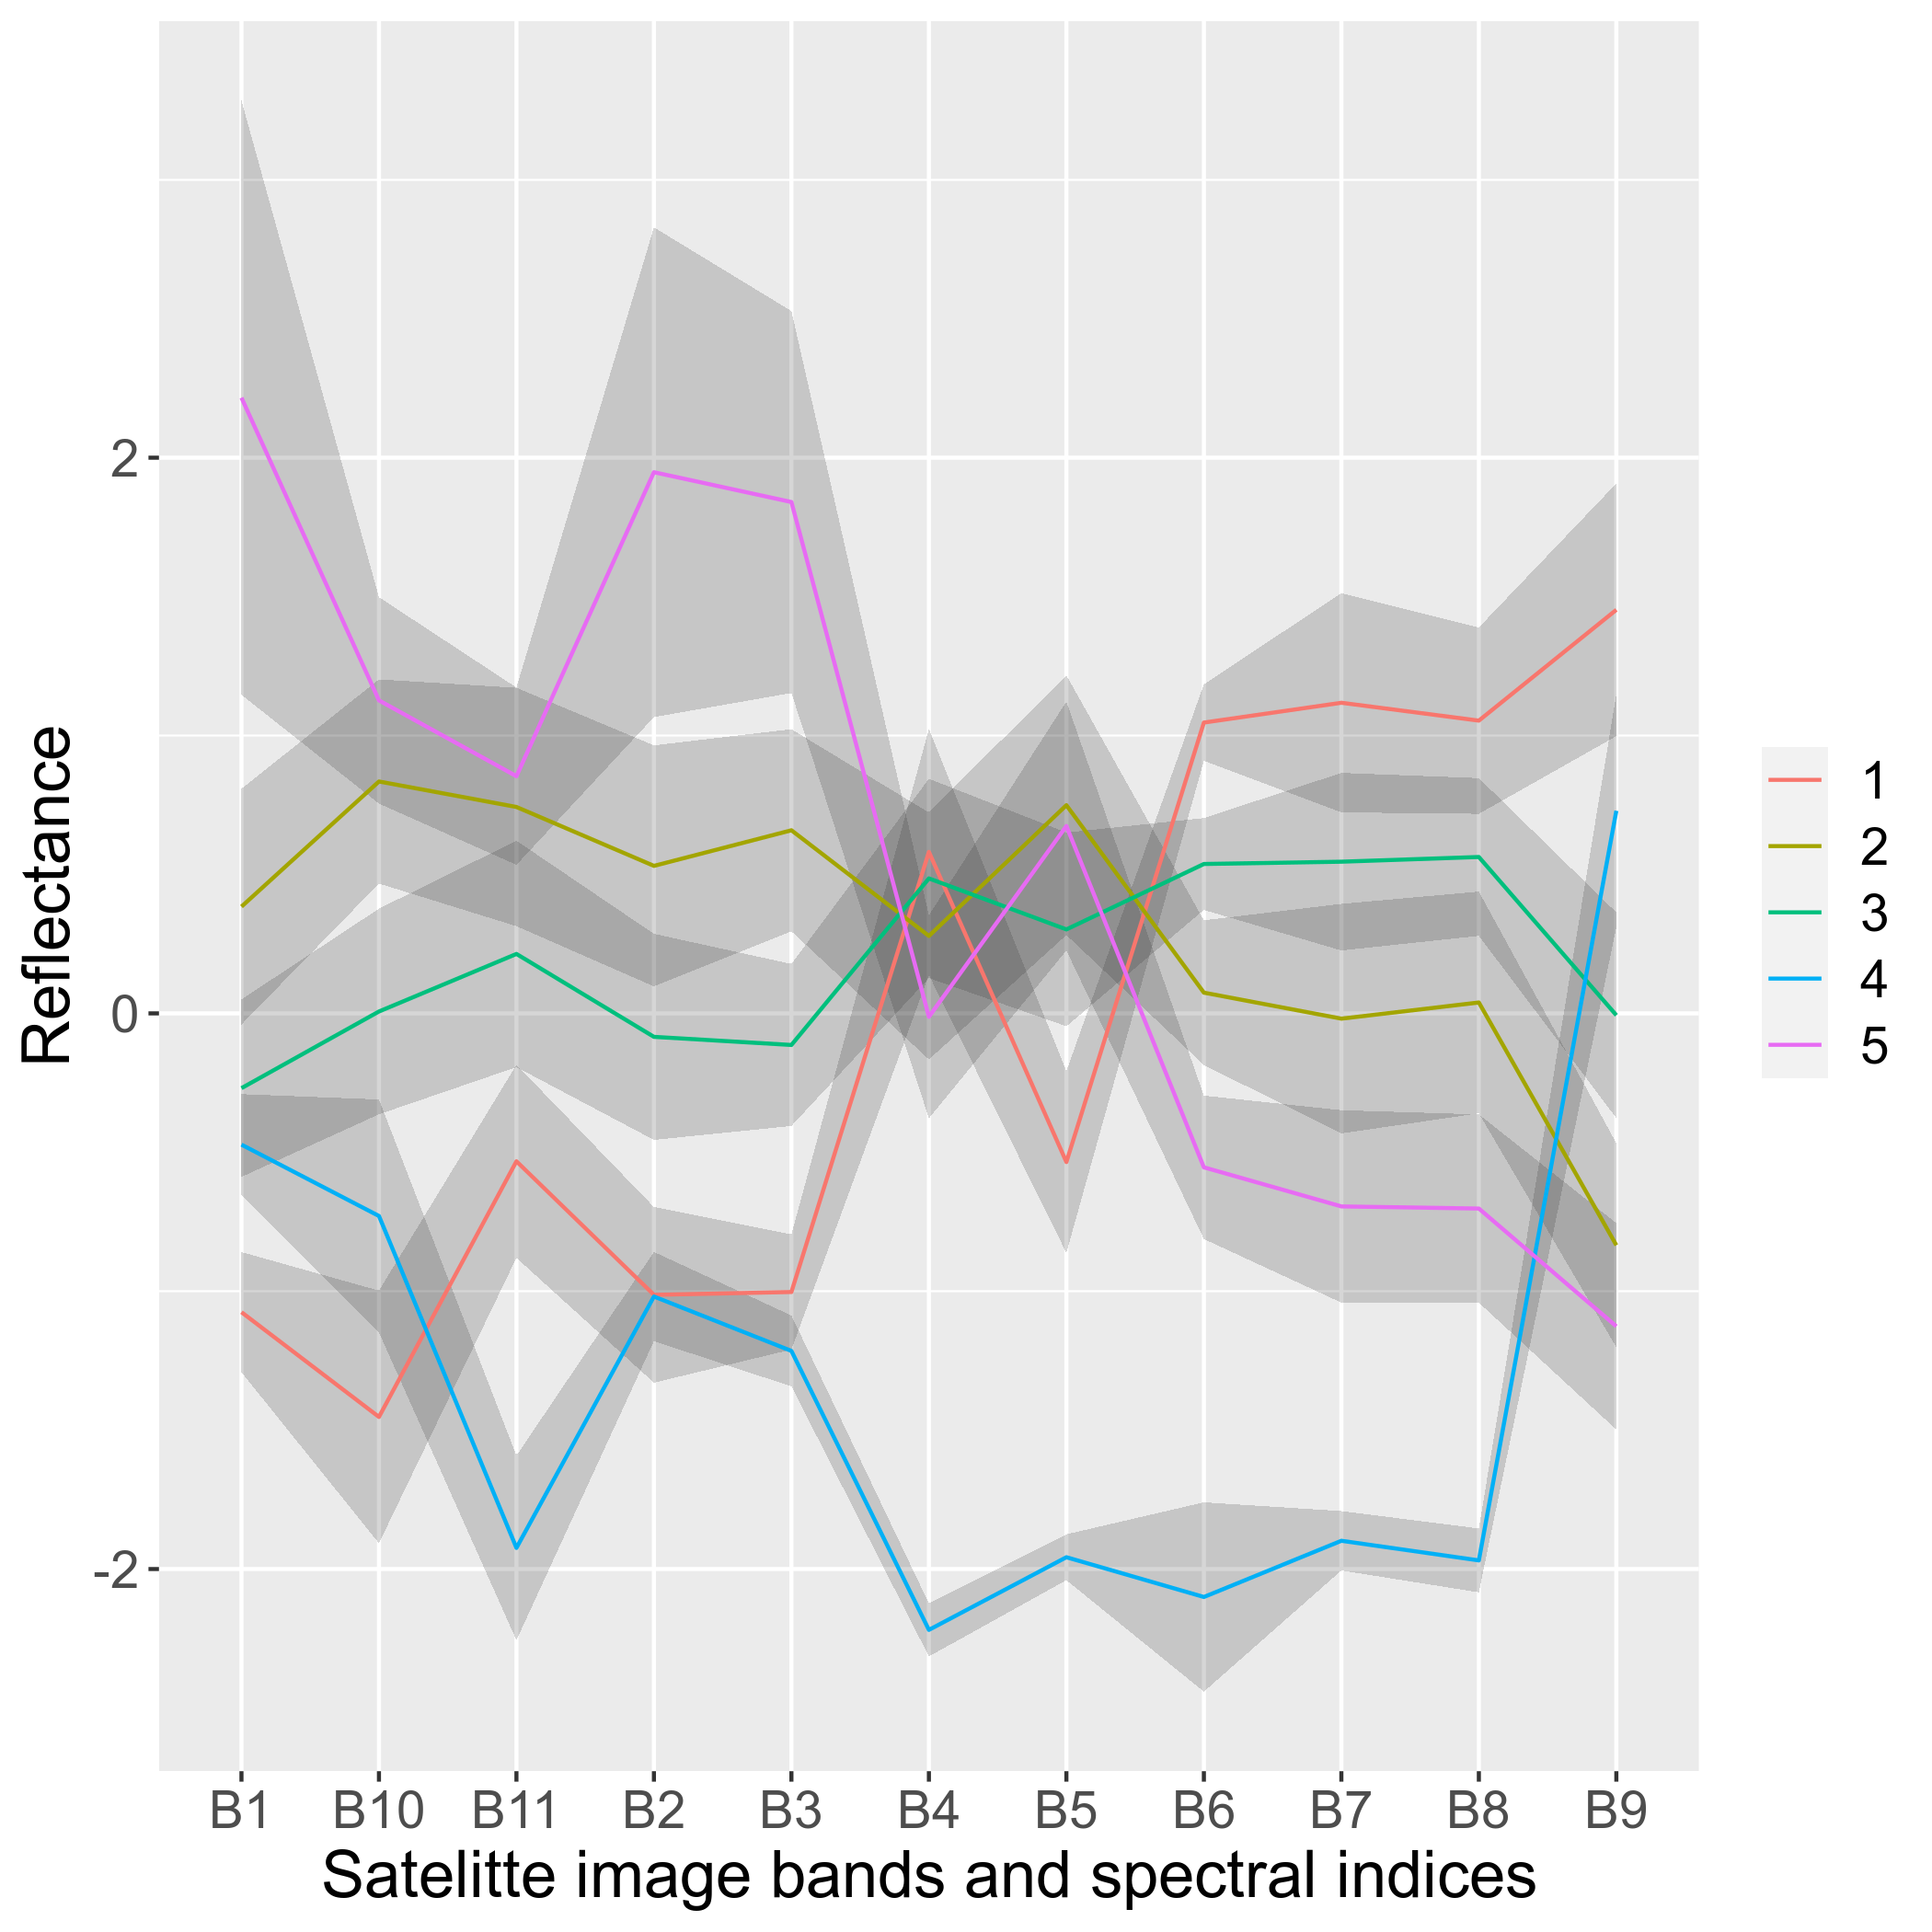 Reflectance
2
0
-2
B1 B10 B11 B2 B3 B4 B5 B6 B7 B8 B9
Satelitte image bands and spectral indices
1
2
3
4
5